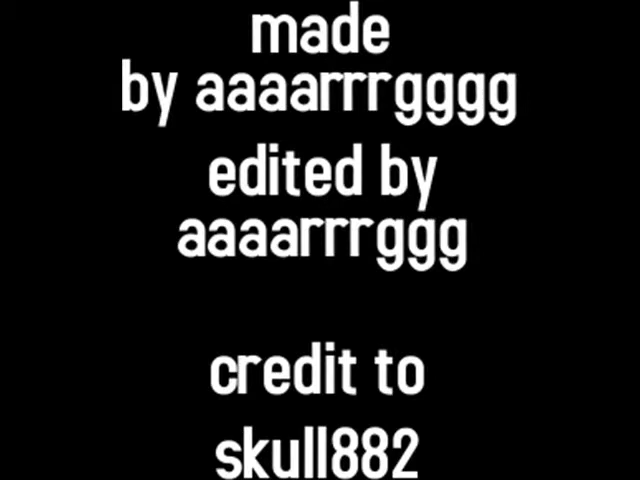 made
by aaaarrrgggg
edited by
aaaarrrggg
credit to
skull882